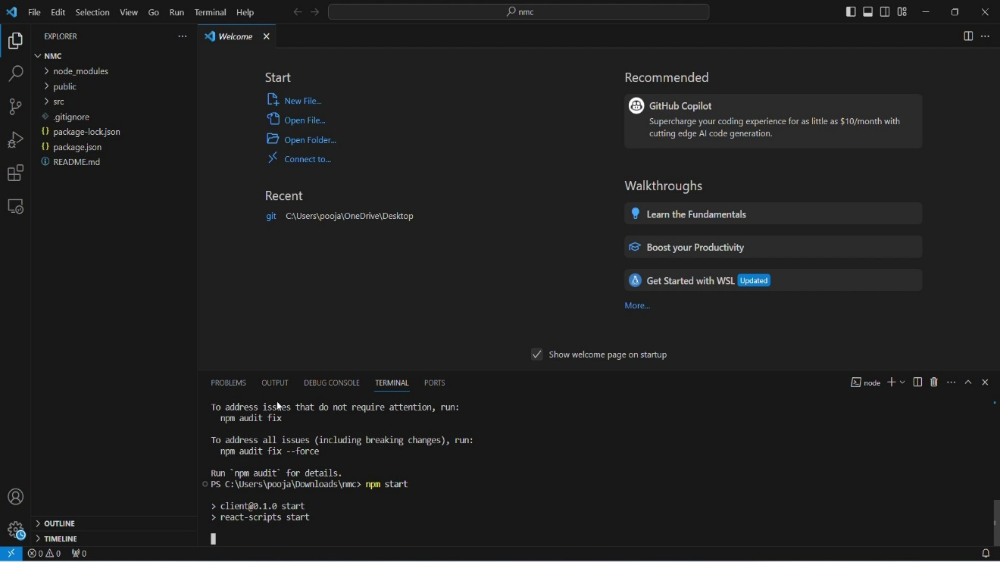 File Edit Selection View Go Run Terminal Help
nmc
EXPLORER
Welcome
NMC
node_modules
public
src
.gitignore
package-lock.json
package.json
README.md
OUTLINE
TIMELINE
Start
New File...
Open File...
Open Folder...
Connect to...
Recent
git C:\Users\pooja\OneDrive\Desktop
Recommended
GitHub Copilot
Supercharge your coding experience for as little as $10/month with
cutting edge AI code generation.
Walkthroughs
Learn the Fundamentals
Boost your Productivity
Get Started with WSL Updated
More...
Show welcome page on startup
PROBLEMS OUTPUT DEBUG CONSOLE TERMINAL PORTS
node
To address issues that do not require attention, run:
npm audit fix
To address all issues (including breaking changes), run:
npm audit fix --force
Run `npm audit` for details.
PS C:\Users\pooja\Downloads\nmc> npm start
> client@0.1.0 start
> react-scripts start
0 0 0